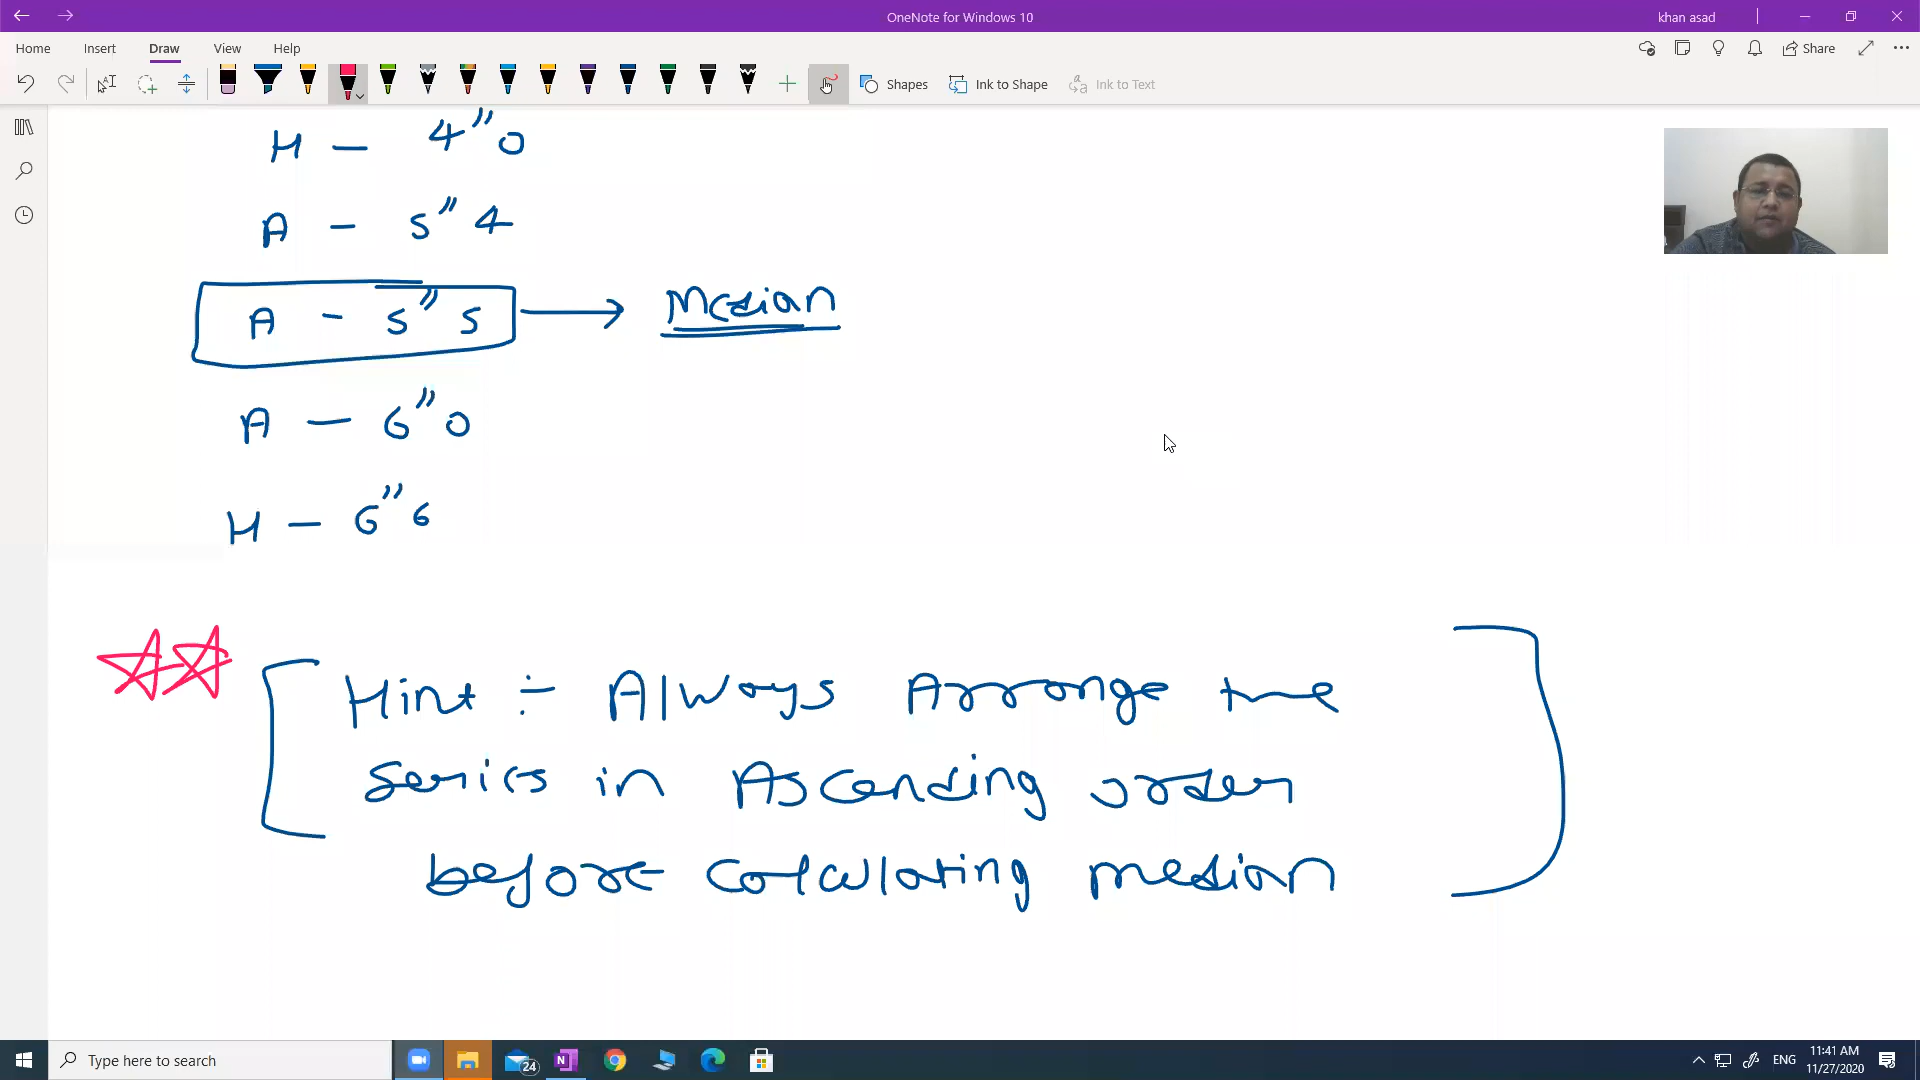 OneNote for Windows 10
khan asad
Home Insert Draw View Help
Share
Shapes
Ink to Shape
Ink to Text
H - 4"0
A - 5"4
A - 5"5 → Median
A - 6"0
H - 6"6
Hint :- Always Arrange the
series in Ascending order
before calculating median
Type here to search
24
ENG
11:41 AM
11/27/2020